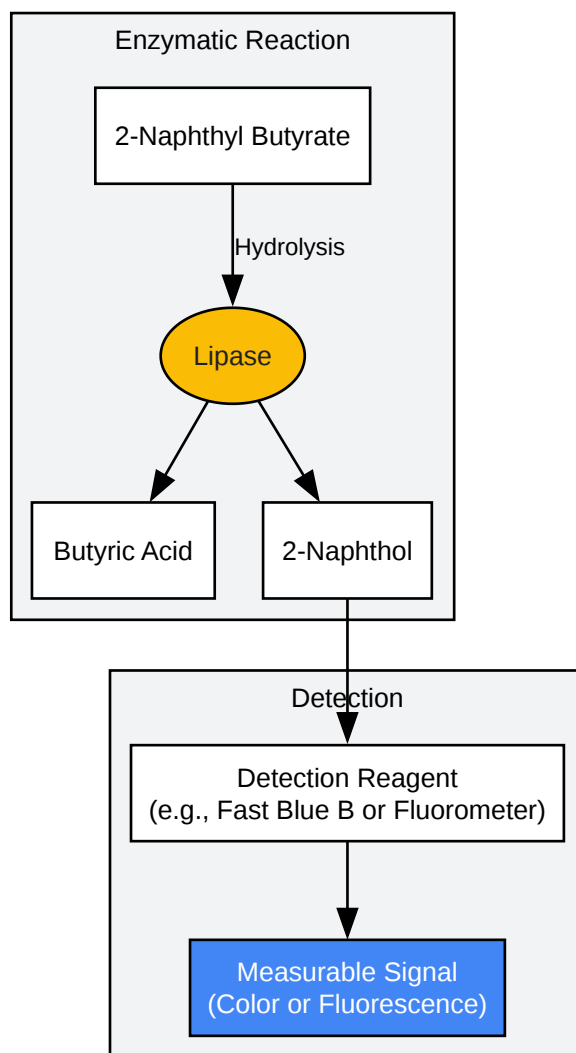 Enzymatic Reaction
2-Naphthyl Butyrate
Hydrolysis
Lipase
Butyric Acid
2-Naphthol
Detection
Detection Reagent
(e.g., Fast Blue B or Fluorometer)
Measurable Signal
(Color or Fluorescence)